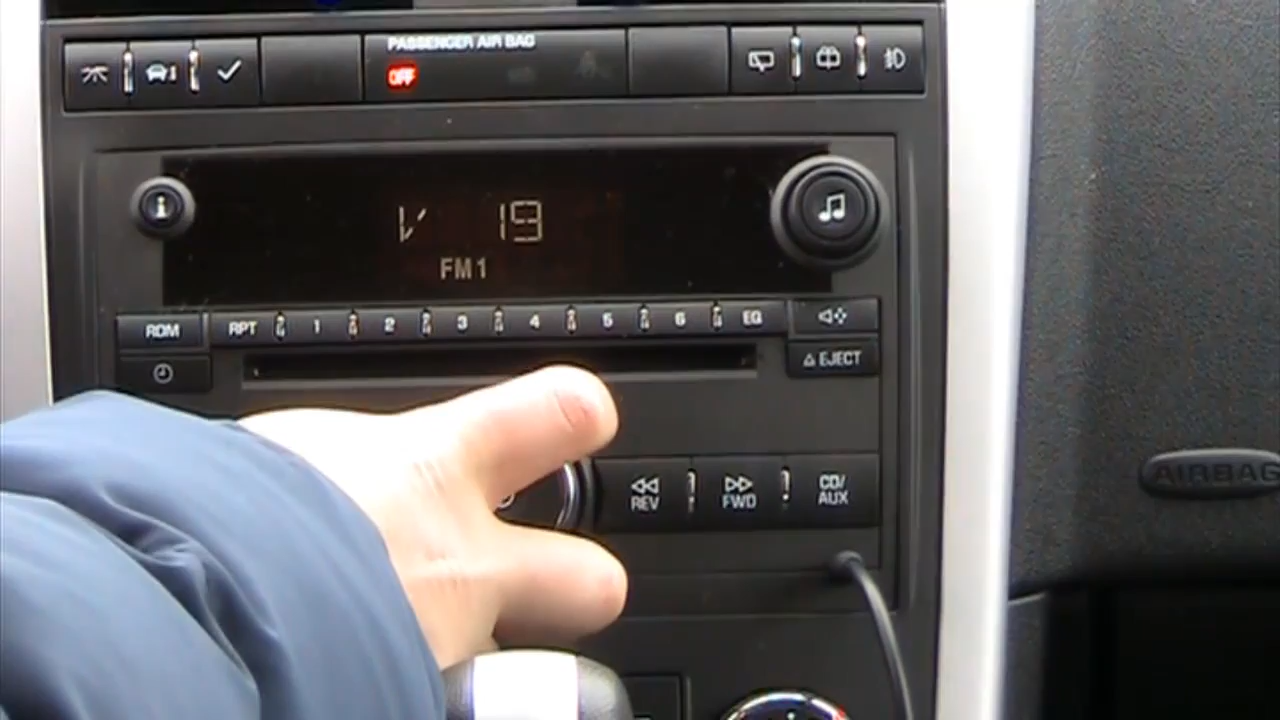 PASSENGER AIR BAG
OFF
V 19
FM1
RDM RPT 1 2 3 4 5 6 EQ
EJECT
REV FWD CD/
AUX
AIRBAG